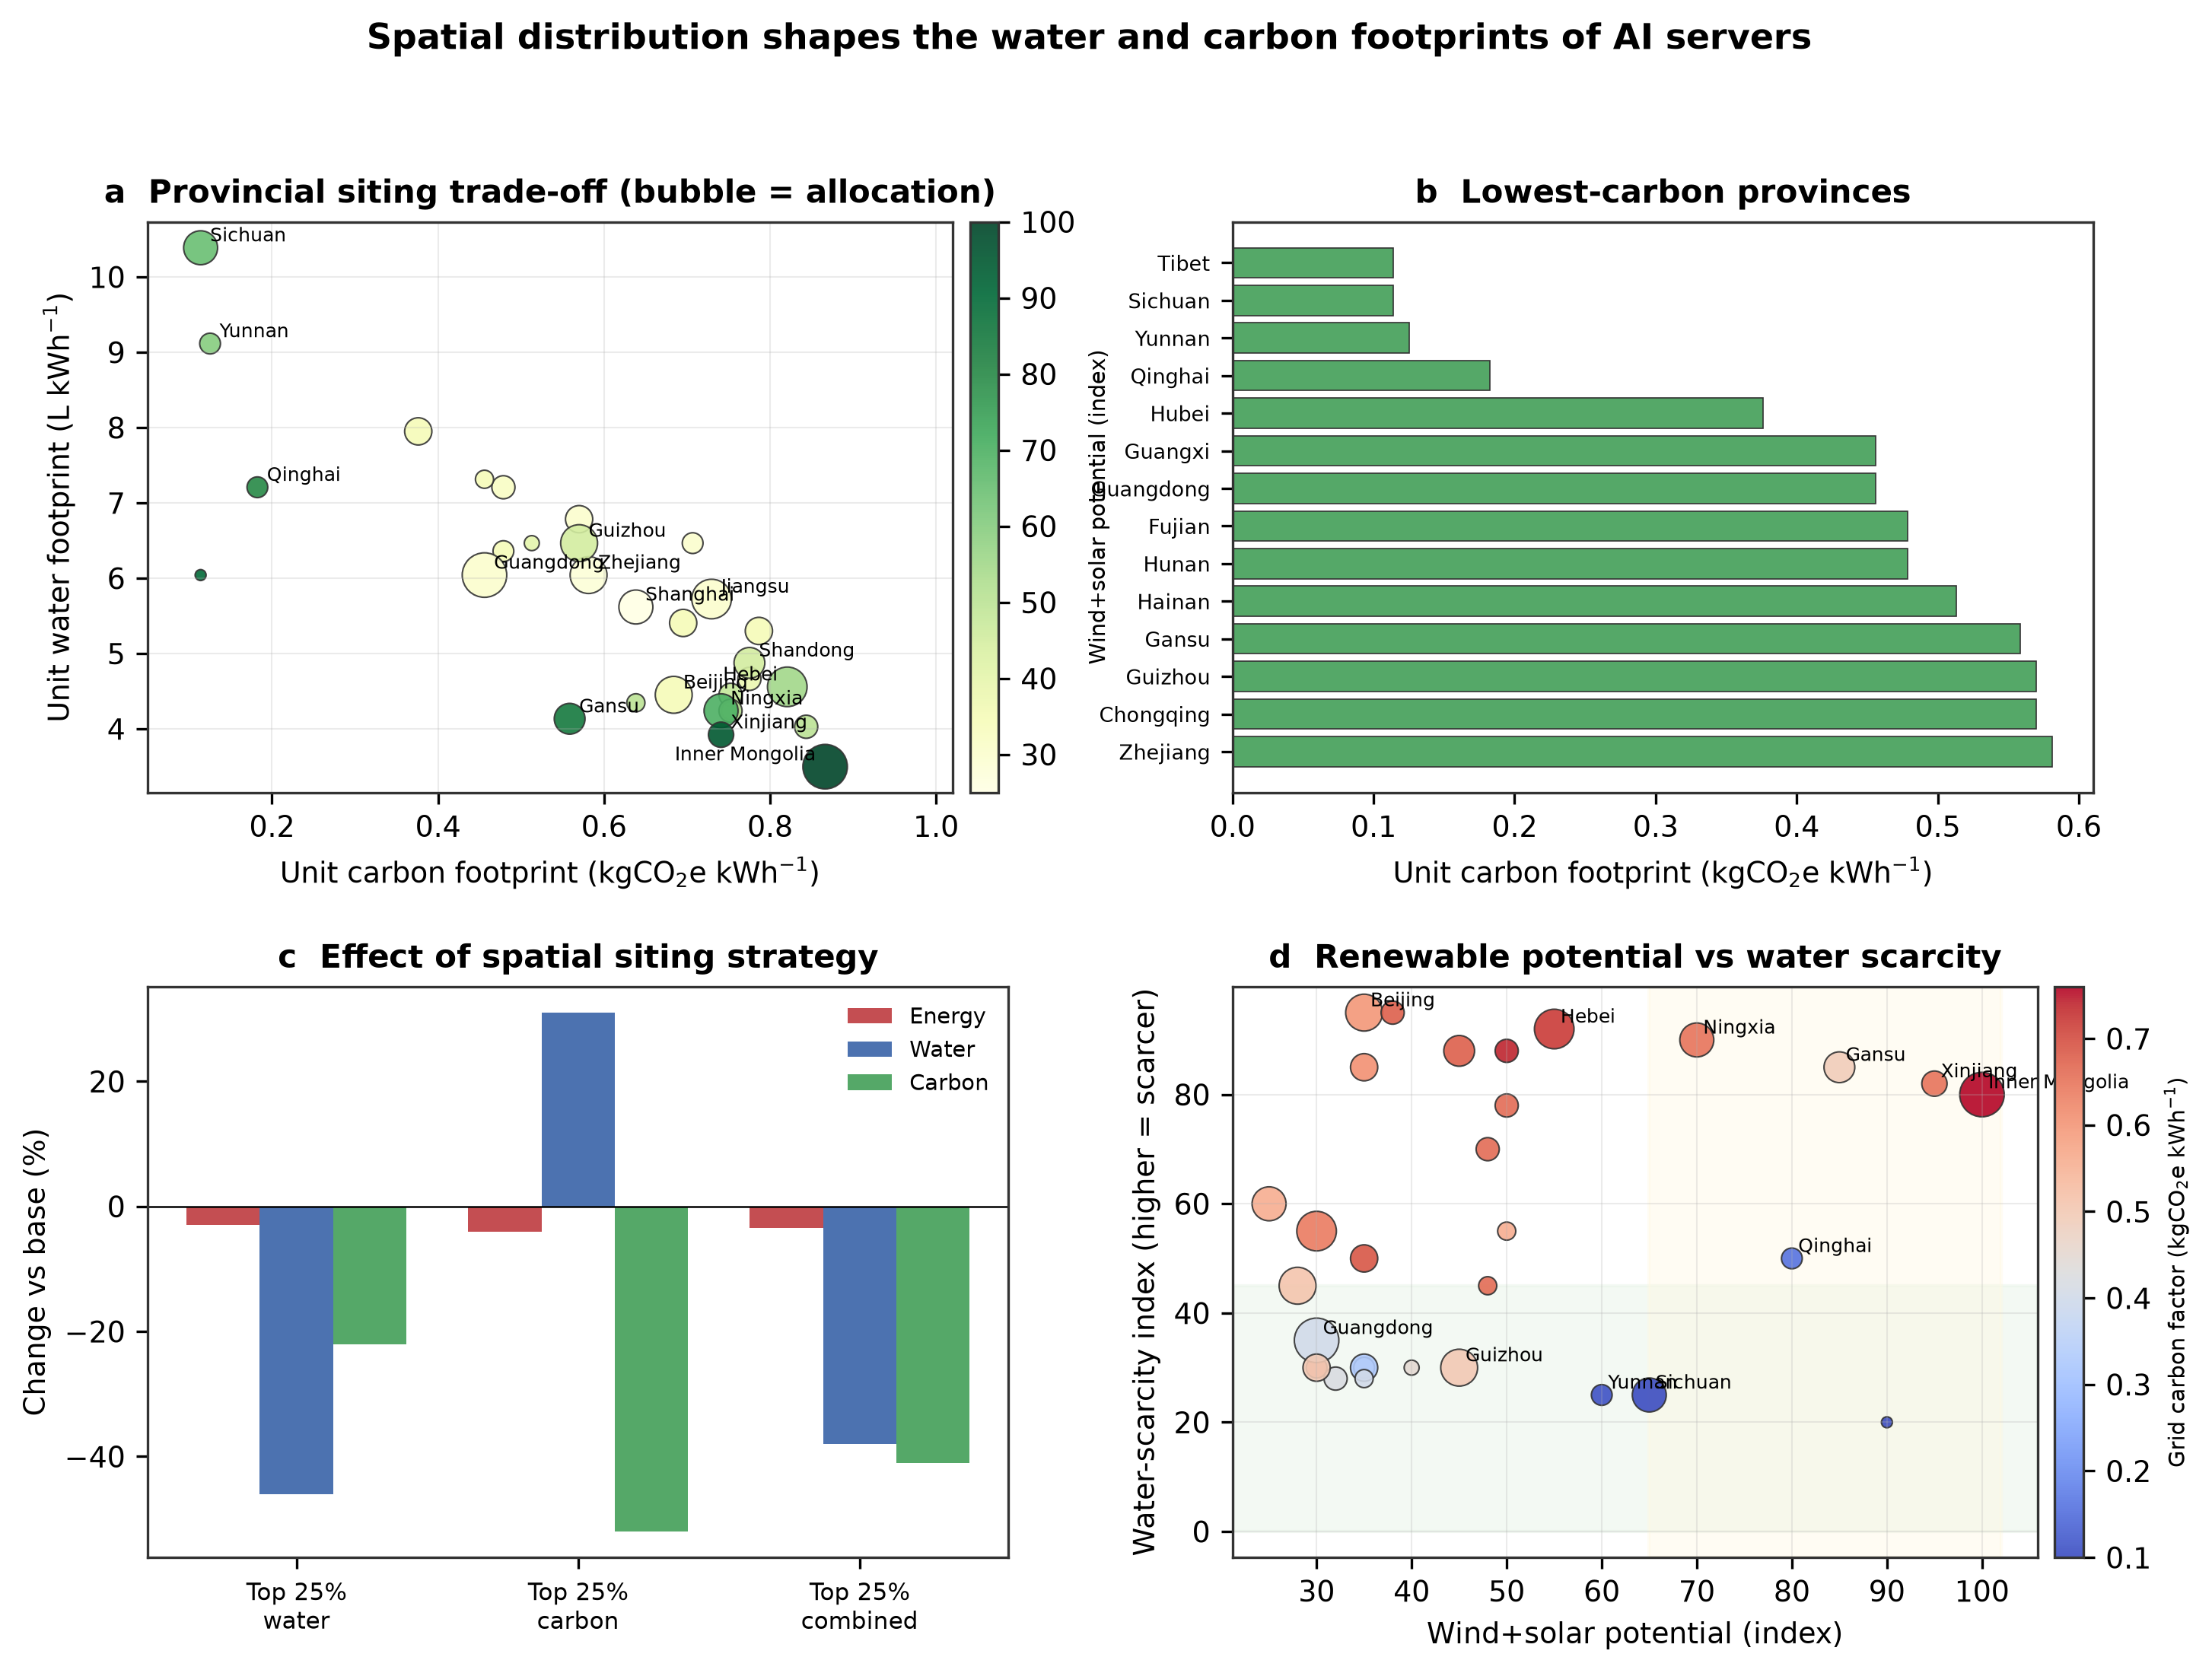 Spatial distribution shapes the water and carbon footprints of AI servers
a  Provincial siting trade-off (bubble = allocation)
Unit water footprint (L kWh⁻¹)
10
9
8
7
6
5
4
Sichuan
Yunnan
Qinghai
Guizhou
Guangdong
Zhejiang
Jiangsu
Shanghai
Shandong
Hebei
Beijing
Ningxia
Gansu
Xinjiang
Inner Mongolia
0.2
0.4
0.6
0.8
1.0
Unit carbon footprint (kgCO₂e kWh⁻¹)
100
90
80
70
60
50
40
30
Wind+solar potential (index)
b  Lowest-carbon provinces
Tibet
Sichuan
Yunnan
Qinghai
Hubei
Guangxi
Guangdong
Fujian
Hunan
Hainan
Gansu
Guizhou
Chongqing
Zhejiang
0.0
0.1
0.2
0.3
0.4
0.5
0.6
Unit carbon footprint (kgCO₂e kWh⁻¹)
c  Effect of spatial siting strategy
Change vs base (%)
20
0
−20
−40
Energy
Water
Carbon
Top 25%
water
Top 25%
carbon
Top 25%
combined
d  Renewable potential vs water scarcity
Water-scarcity index (higher = scarcer)
80
60
40
20
0
Beijing
Hebei
Ningxia
Gansu
Xinjiang
Inner Mongolia
Qinghai
Guangdong
Guizhou
Yunnan
Sichuan
30
40
50
60
70
80
90
100
Wind+solar potential (index)
0.7
0.6
0.5
0.4
0.3
0.2
0.1
Grid carbon factor (kgCO₂e kWh⁻¹)